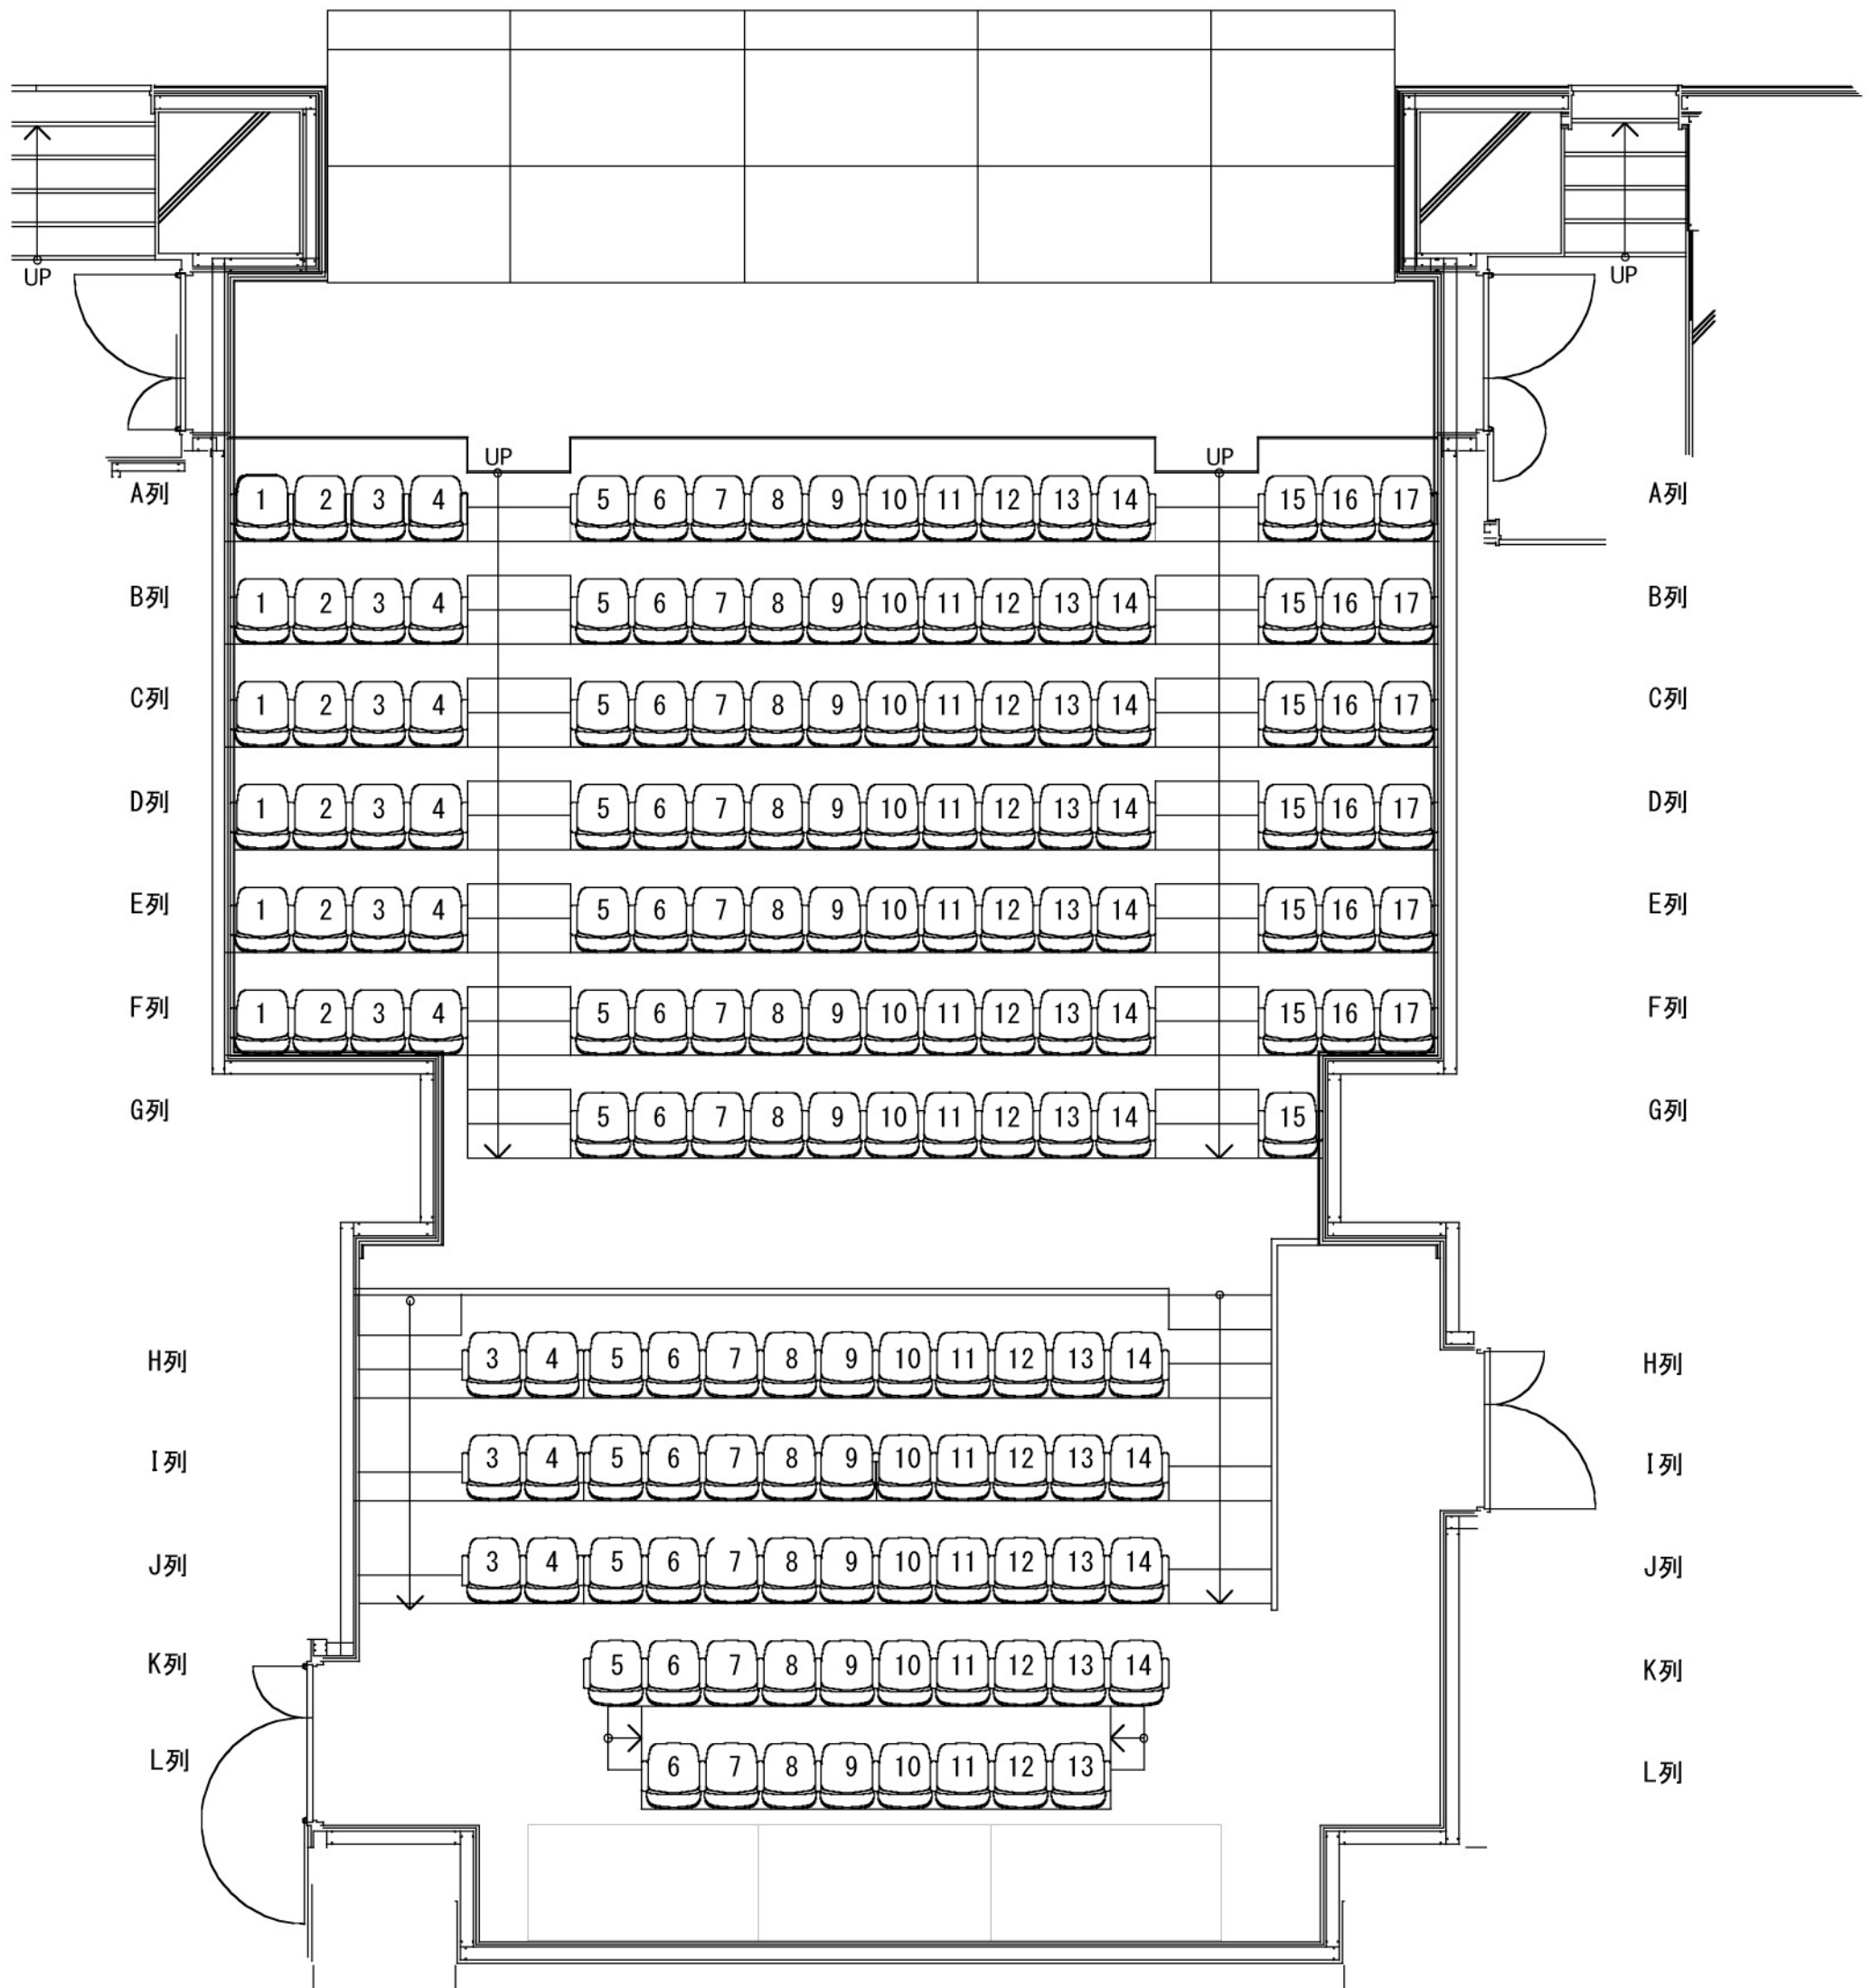 UP UP
UP UP
A列 1 2 3 4 5 6 7 8 9 10 11 12 13 14 15 16 17 A列
B列 1 2 3 4 5 6 7 8 9 10 11 12 13 14 15 16 17 B列
C列 1 2 3 4 5 6 7 8 9 10 11 12 13 14 15 16 17 C列
D列 1 2 3 4 5 6 7 8 9 10 11 12 13 14 15 16 17 D列
E列 1 2 3 4 5 6 7 8 9 10 11 12 13 14 15 16 17 E列
F列 1 2 3 4 5 6 7 8 9 10 11 12 13 14 15 16 17 F列
G列 5 6 7 8 9 10 11 12 13 14 15 G列
H列 3 4 5 6 7 8 9 10 11 12 13 14 H列
I列 3 4 5 6 7 8 9 10 11 12 13 14 I列
J列 3 4 5 6 7 8 9 10 11 12 13 14 J列
K列 5 6 7 8 9 10 11 12 13 14 K列
L列 6 7 8 9 10 11 12 13 L列